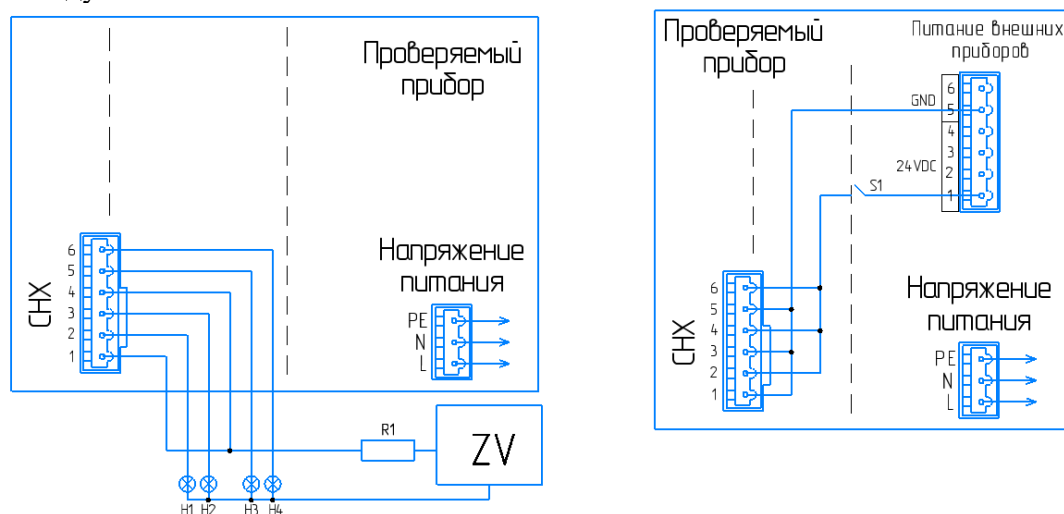 Проверяемый
прибор
6
5
4
3
2
1
СНХ
Напряжение
питания
PE
N
L
R1
ZV
H1 H2 H3 H4
Проверяемый
прибор
Питание внешних
приборов
6
GND 5
4
3
24VDC 2
1
S1
6
5
4
3
2
1
СНХ
Напряжение
питания
PE
N
L